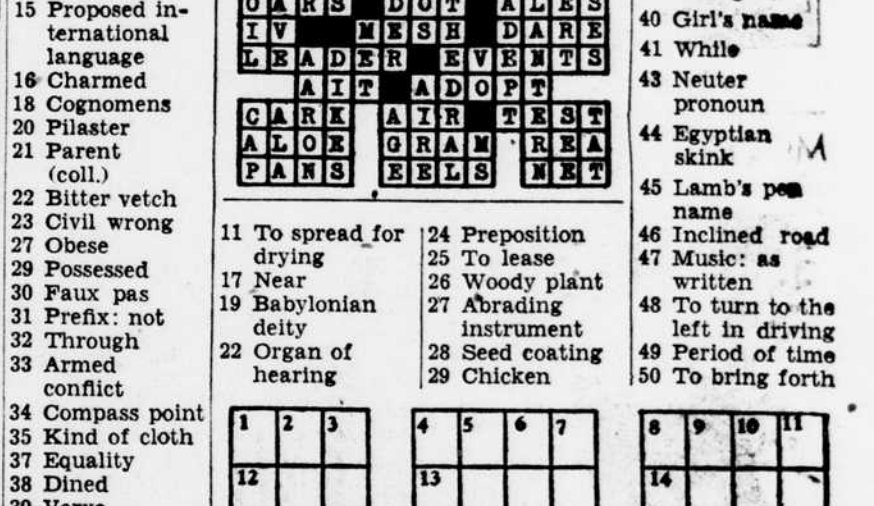 15 Proposed in-
ternational
language
16 Charmed
18 Cognomens
20 Pilaster
21 Parent
(coll.)
22 Bitter vetch
23 Civil wrong
27 Obese
29 Possessed
30 Faux pas
31 Prefix: not
32 Through
33 Armed
conflict
34 Compass point
35 Kind of cloth
37 Equality
38 Dined
OARS DOT ALES
IV MESH DARE
LEADER EVENTS
AIT ADOPT
CARK AIR TEST
ALOE GRAM REA
PANS EELS NET
11 To spread for
drying
17 Near
19 Babylonian
deity
22 Organ of
hearing
24 Preposition
25 To lease
26 Woody plant
27 Abrading
instrument
28 Seed coating
29 Chicken
40 Girl's name
41 While
43 Neuter
pronoun
44 Egyptian
skink
M
45 Lamb's pen
name
46 Inclined road
47 Music: as
written
48 To turn to the
left in driving
49 Period of time
50 To bring forth
1 2 3 4 5 6 7 8 9 10 11
12 13 14